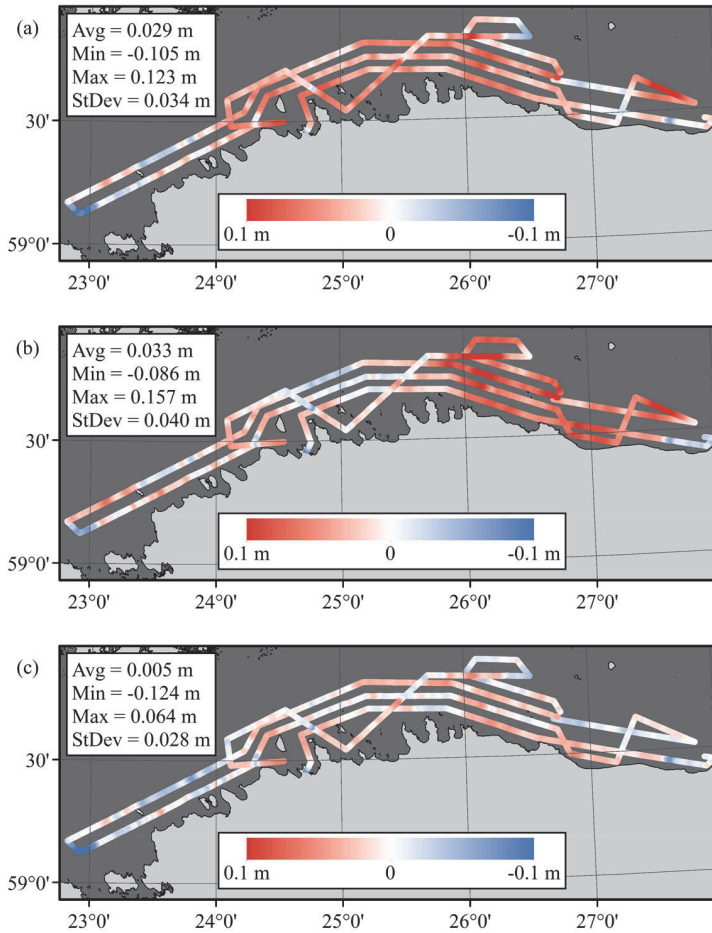 (a)
Avg = 0.029 m
Min = -0.105 m
Max = 0.123 m
StDev = 0.034 m
30'
0.1 m 0 -0.1 m
59°0'
23°0' 24°0' 25°0' 26°0' 27°0'
(b)
Avg = 0.033 m
Min = -0.086 m
Max = 0.157 m
StDev = 0.040 m
30'
0.1 m 0 -0.1 m
59°0'
23°0' 24°0' 25°0' 26°0' 27°0'
(c)
Avg = 0.005 m
Min = -0.124 m
Max = 0.064 m
StDev = 0.028 m
30'
0.1 m 0 -0.1 m
59°0'
23°0' 24°0' 25°0' 26°0' 27°0'